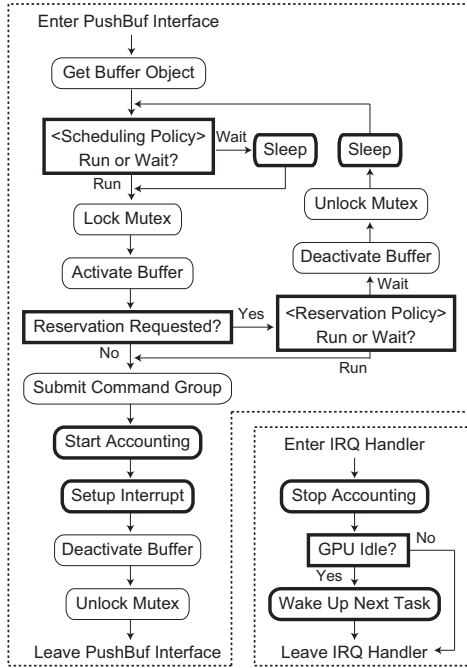 Enter PushBuf Interface
Get Buffer Object
<Scheduling Policy>
Run or Wait?
Wait
Sleep
Sleep
Run
Lock Mutex
Unlock Mutex
Activate Buffer
Deactivate Buffer
Wait
Reservation Requested?
Yes
<Reservation Policy>
Run or Wait?
No
Run
Submit Command Group
Start Accounting
Setup Interrupt
Deactivate Buffer
Unlock Mutex
Leave PushBuf Interface
Enter IRQ Handler
Stop Accounting
GPU Idle?
No
Yes
Wake Up Next Task
Leave IRQ Handler